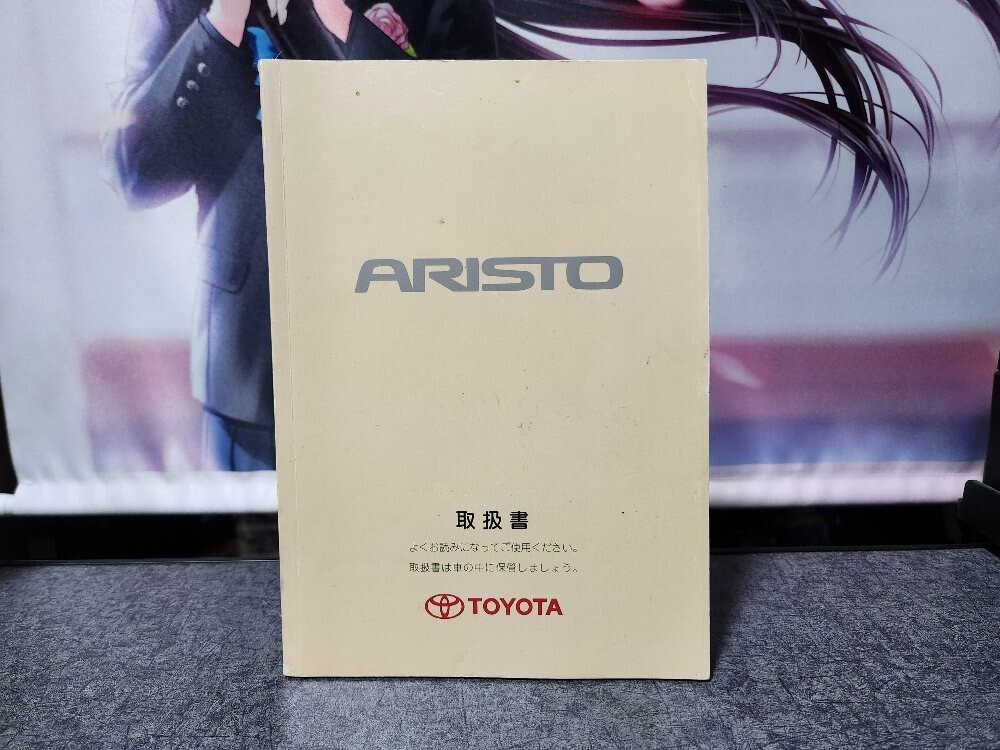 ARISTO
取扱書
よくお読みになってご使用ください。
取扱書は車の中に保管しましょう。
TOYOTA